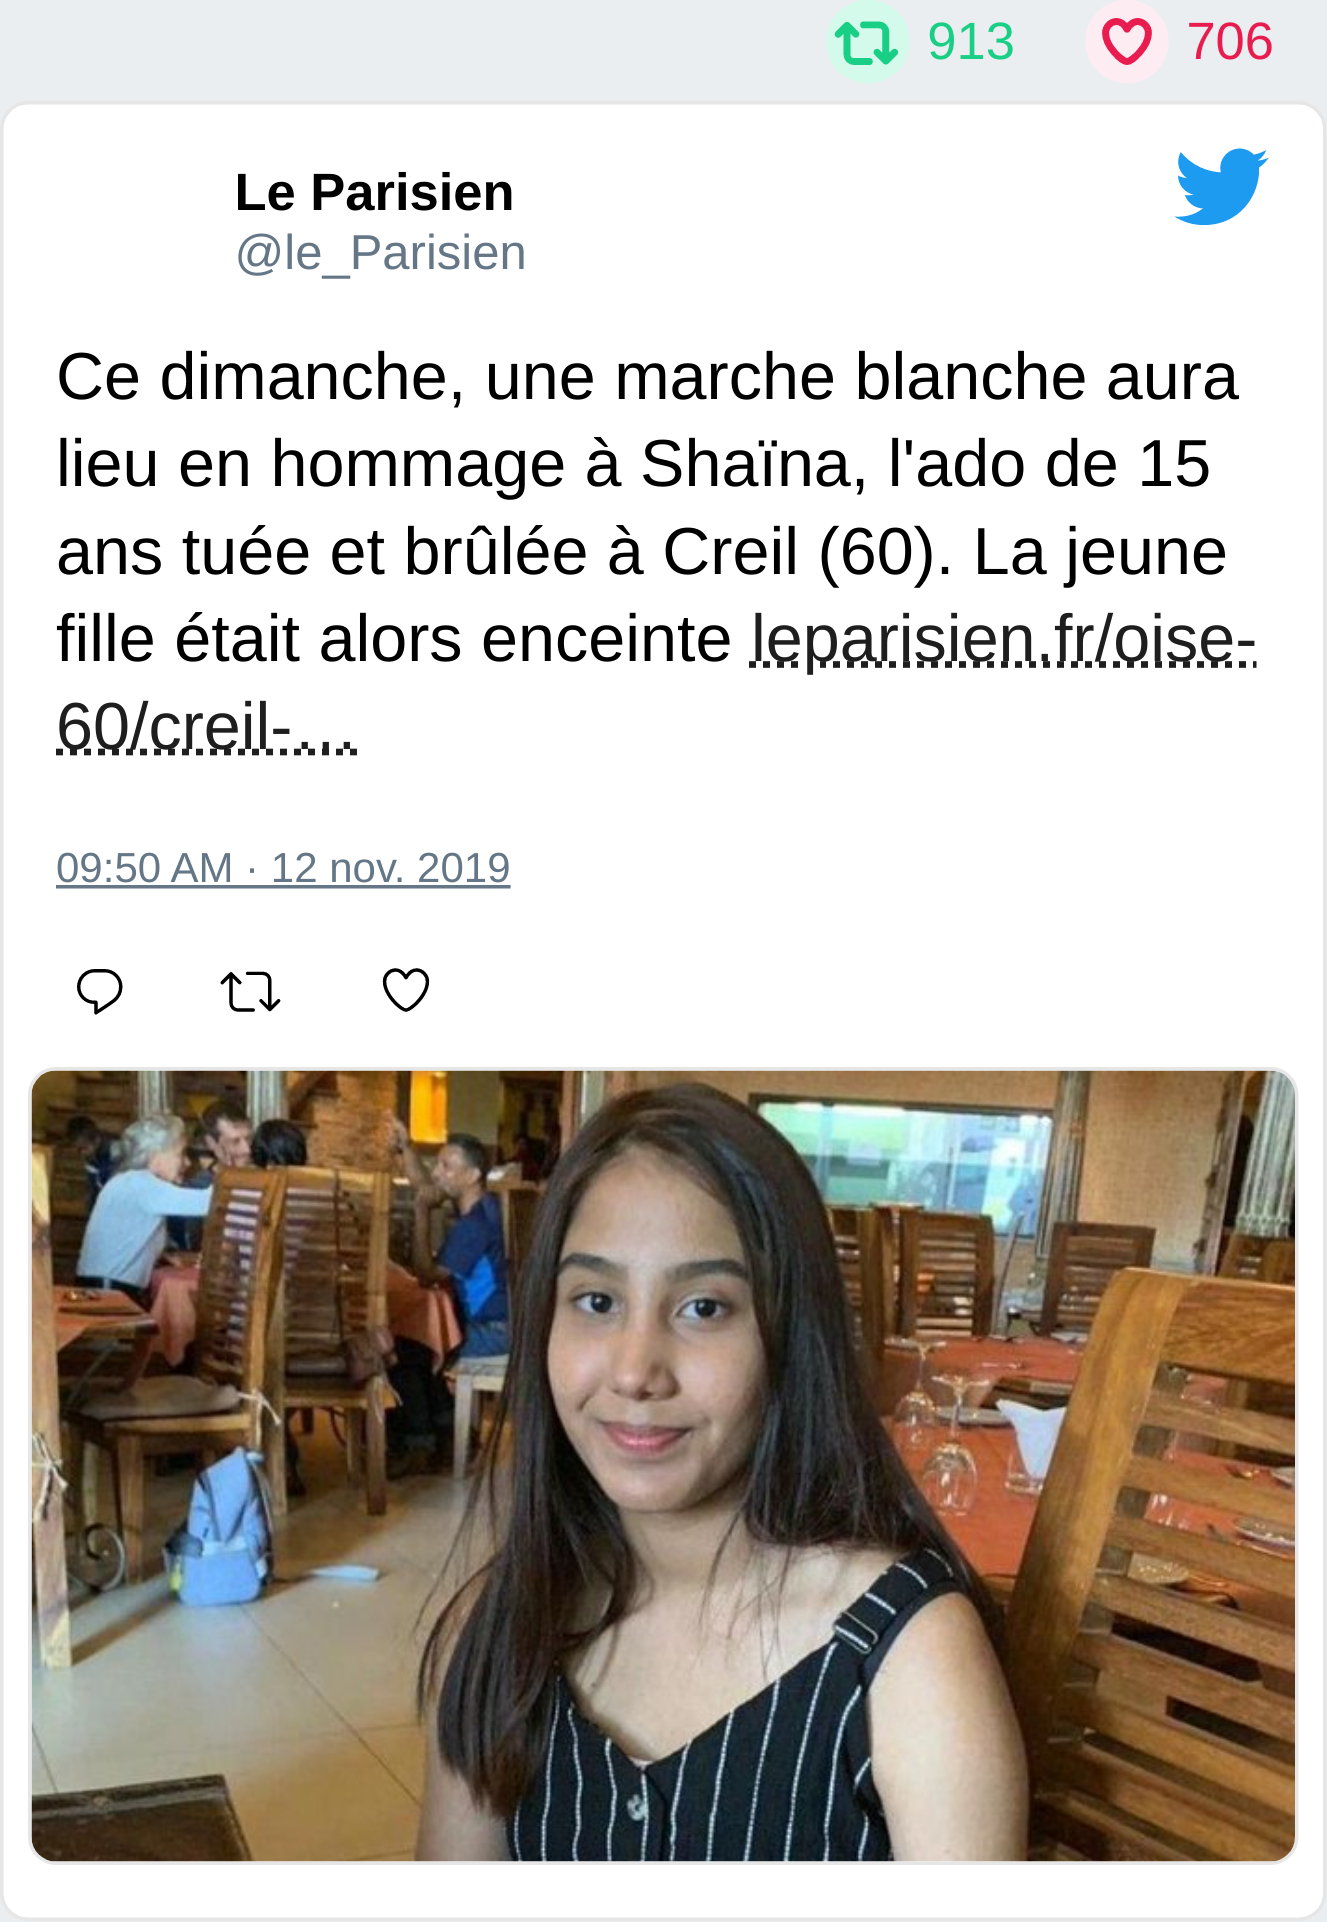 913 706
Le Parisien
@le_Parisien
Ce dimanche, une marche blanche aura
lieu en hommage à Shaïna, l'ado de 15
ans tuée et brûlée à Creil (60). La jeune
fille était alors enceinte leparisien.fr/oise-
60/creil-…
09:50 AM · 12 nov. 2019